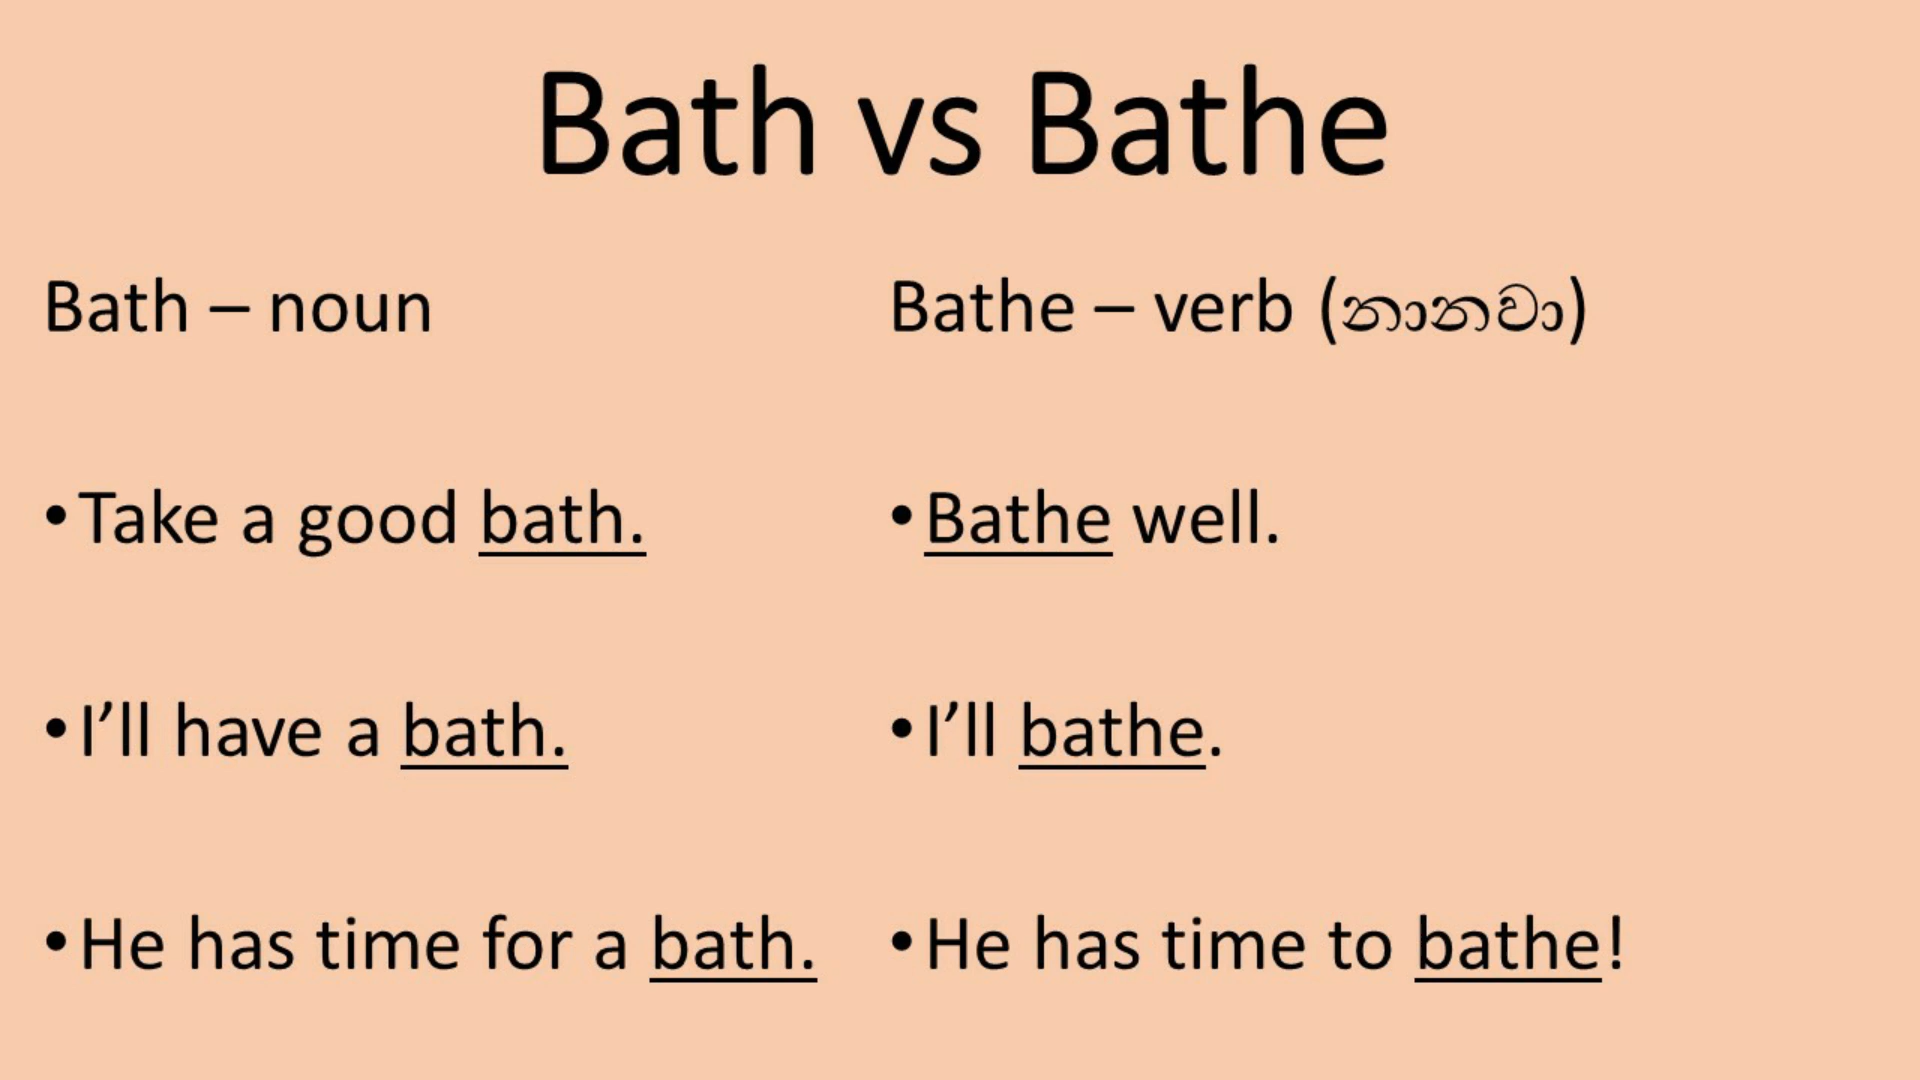 Bath vs Bathe
Bath – noun
• Take a good bath.
• I’ll have a bath.
• He has time for a bath.
Bathe – verb (නානවා)
• Bathe well.
• I’ll bathe.
• He has time to bathe!